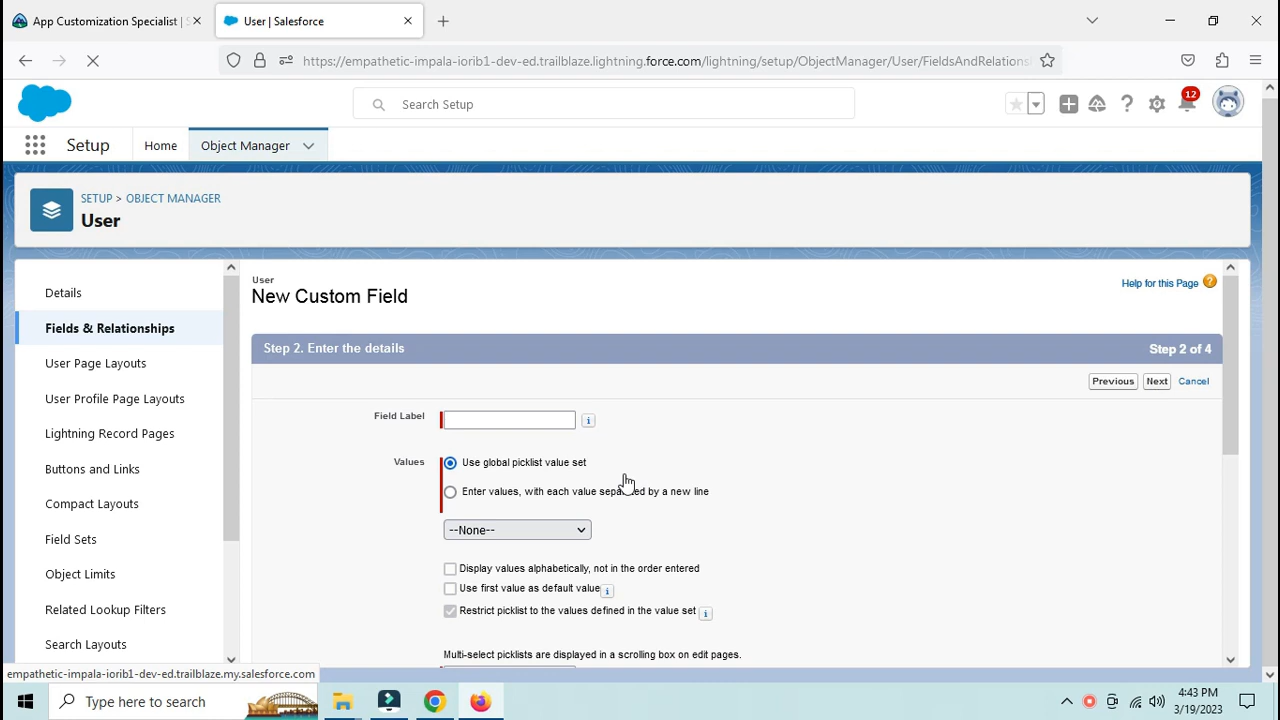 App Customization Specialist | S
User | Salesforce
https://empathetic-impala-iorib1-dev-ed.trailblaze.lightning.force.com/lightning/setup/ObjectManager/User/FieldsAndRelations
Search Setup
12
Setup
Home
Object Manager
SETUP > OBJECT MANAGER
User
Details
Fields & Relationships
User Page Layouts
User Profile Page Layouts
Lightning Record Pages
Buttons and Links
Compact Layouts
Field Sets
Object Limits
Related Lookup Filters
Search Layouts
User
New Custom Field
Help for this Page
Step 2. Enter the details
Step 2 of 4
Previous
Next
Cancel
Field Label
Values
Use global picklist value set
Enter values, with each value separated by a new line
--None--
Display values alphabetically, not in the order entered
Use first value as default value
Restrict picklist to the values defined in the value set
Multi-select picklists are displayed in a scrolling box on edit pages.
empathetic-impala-iorib1-dev-ed.trailblaze.my.salesforce.com
Type here to search
4:43 PM
3/19/2023